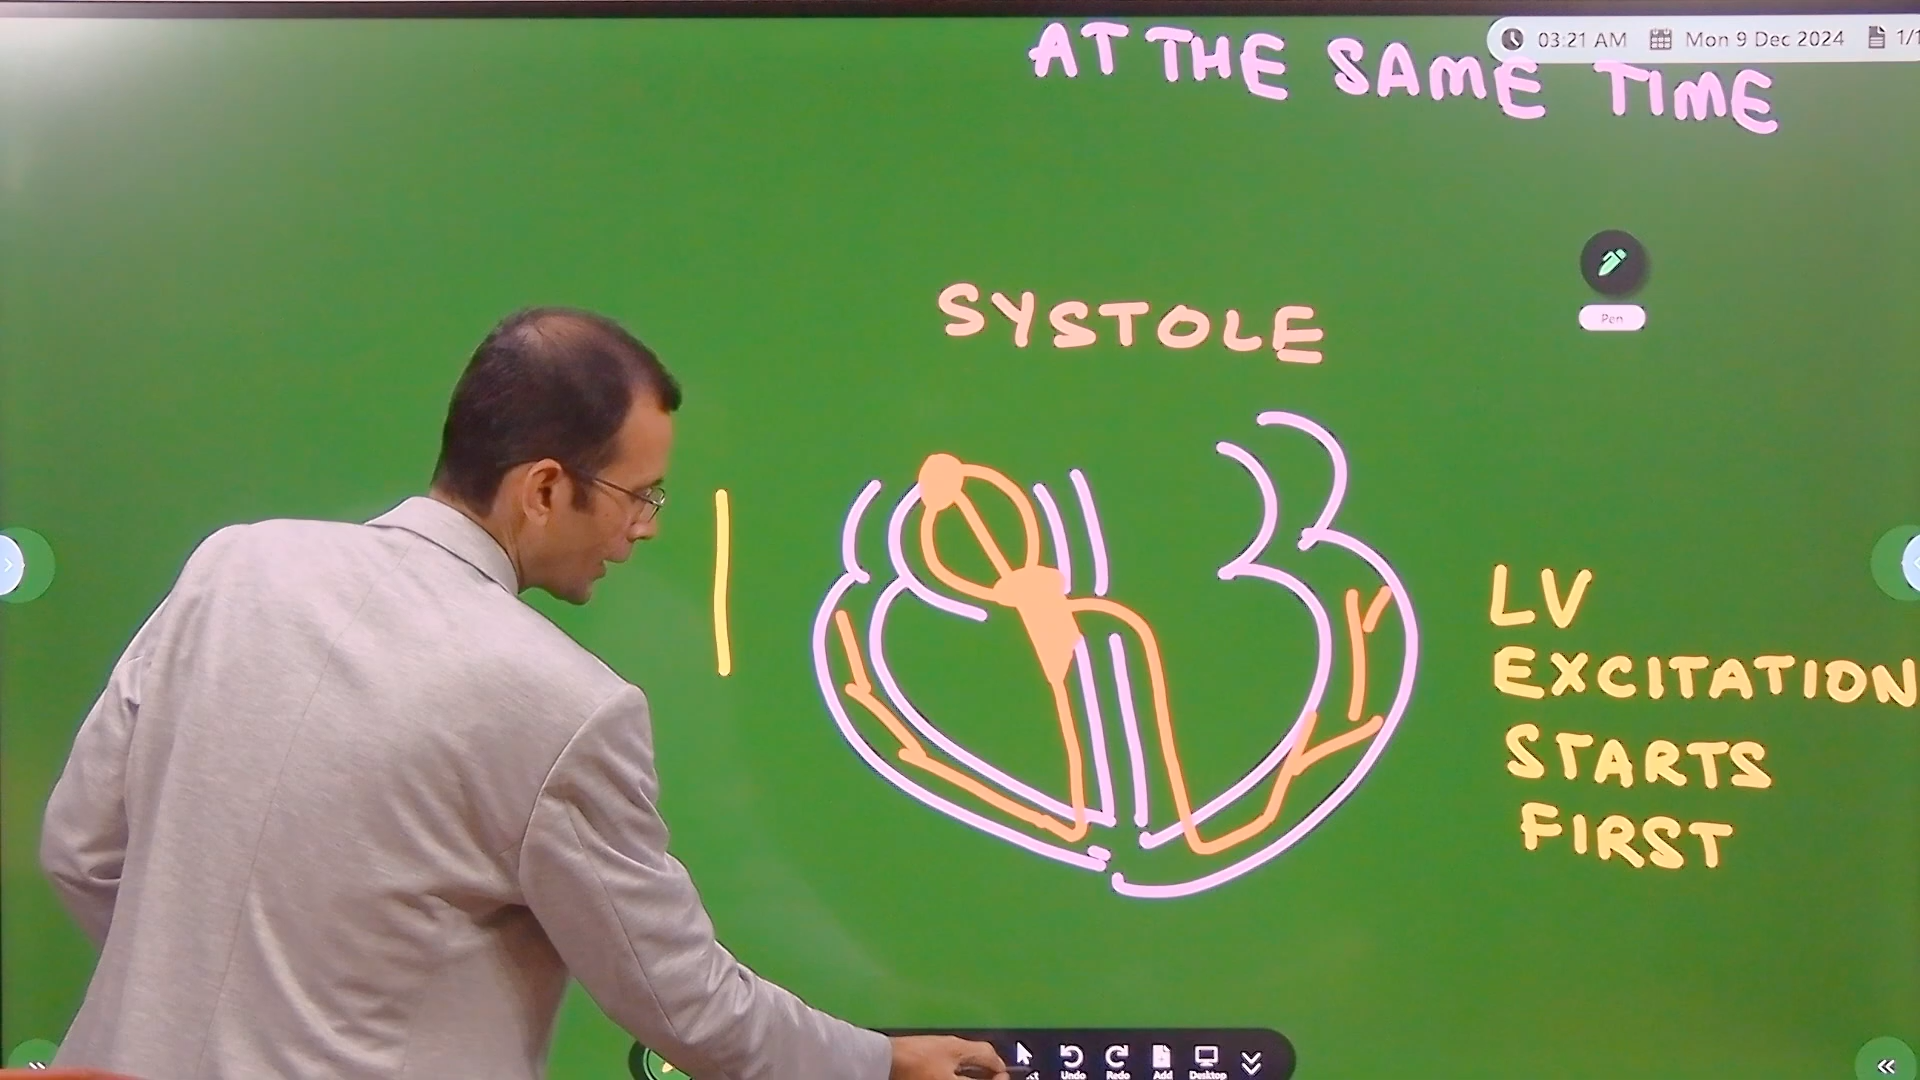 AT THE SAME TIME
03:21 AM Mon 9 Dec 2024 1/1
Pen
SYSTOLE
LV
EXCITATION
STARTS
FIRST
Undo Redo Add Desktop